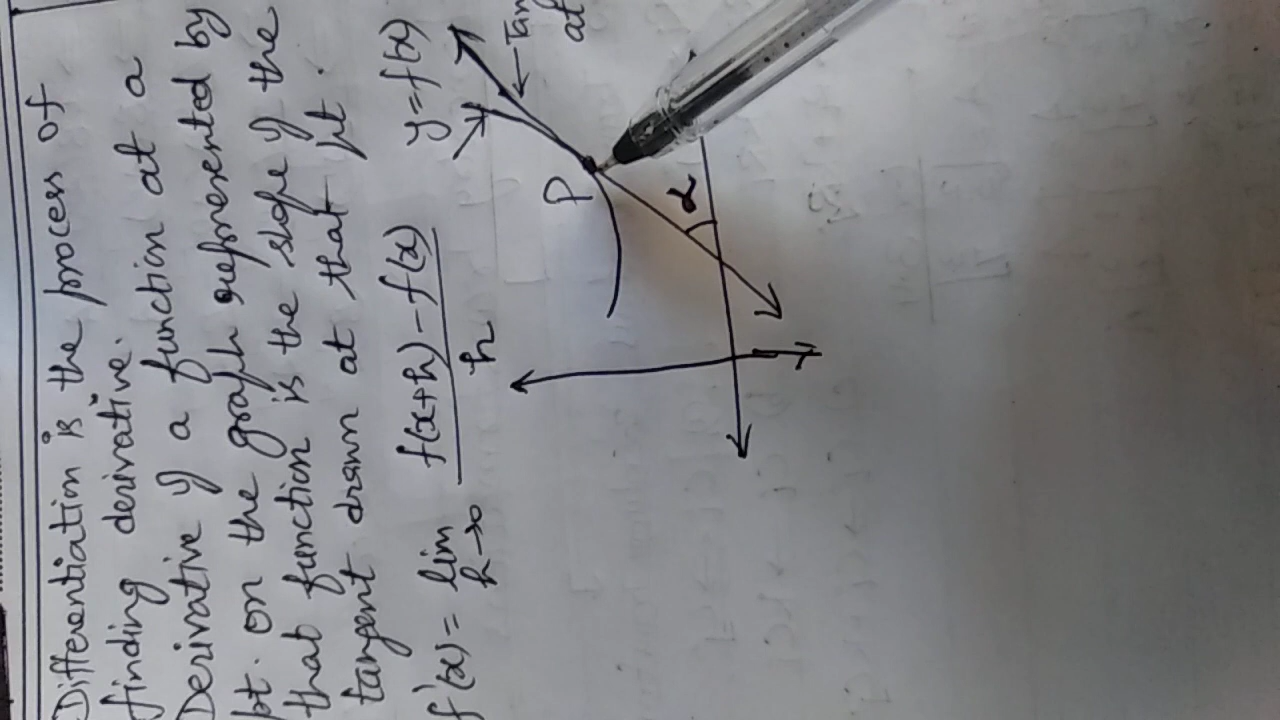 Differentiation is the process of
finding derivative.
Derivative of a function at a
pt. on the graph represented by
that function is the slope of the
tangent drawn at that pt.
f'(x) = lim h→0 f(x+h) - f(x) / h
y = f(x)
P
α
at